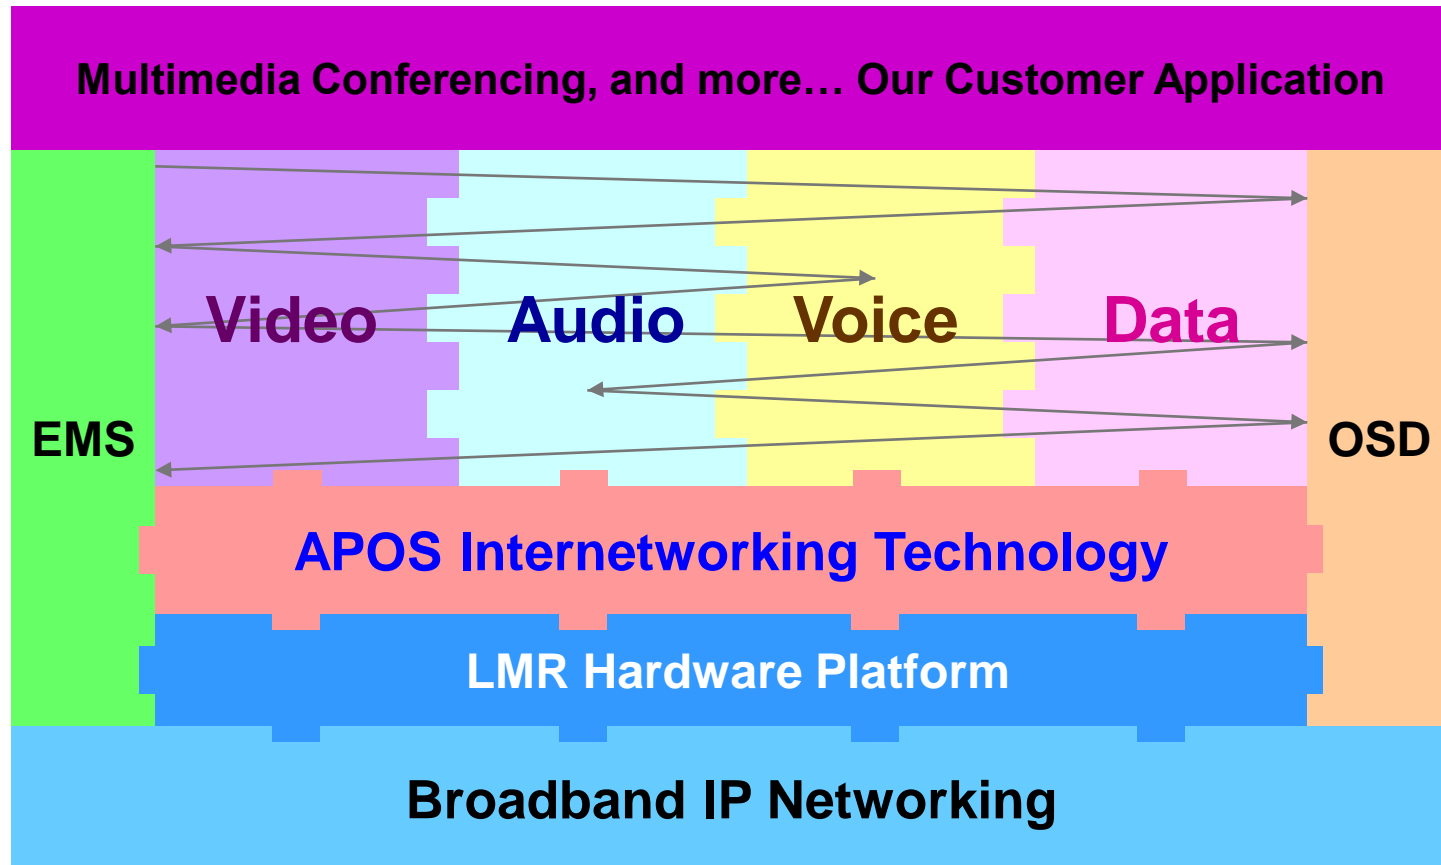 Multimedia Conferencing, and more… Our Customer Application
Video
Audio
Voice
Data
EMS
OSD
APOS Internetworking Technology
LMR Hardware Platform
Broadband IP Networking